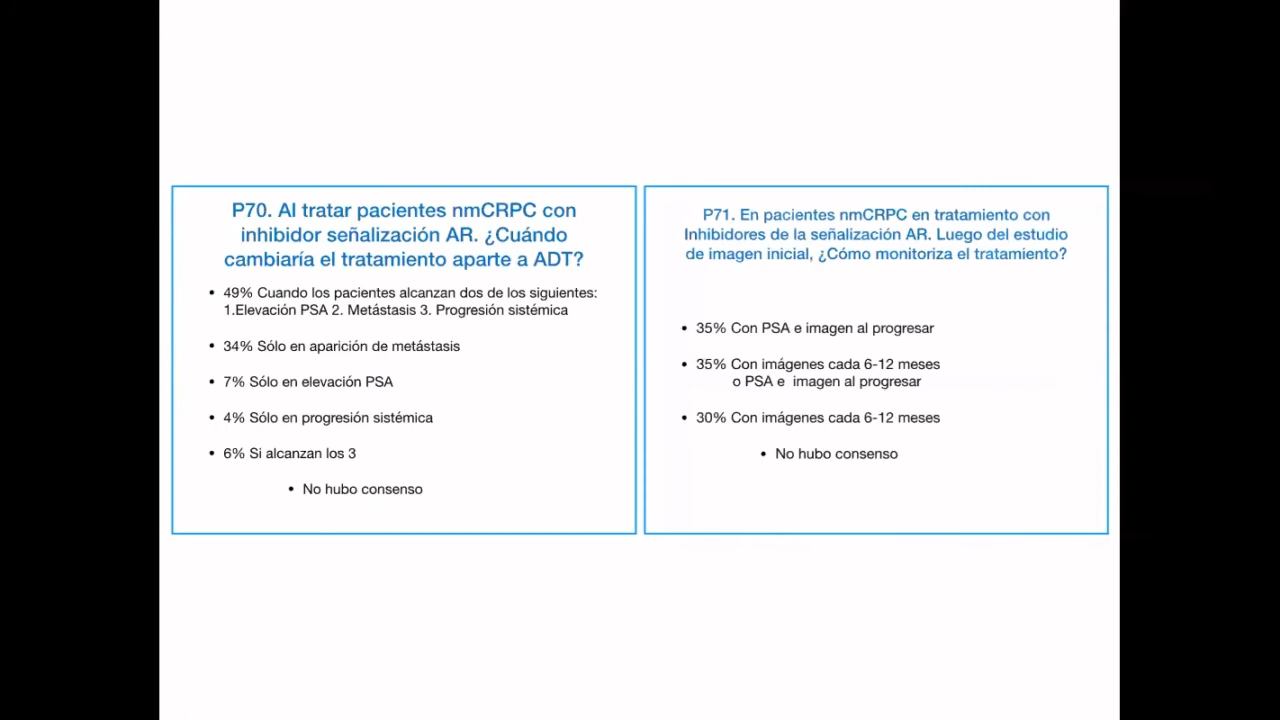 P70. Al tratar pacientes nmCRPC con
inhibidor señalización AR. ¿Cuándo
cambiaría el tratamiento aparte a ADT?
• 49% Cuando los pacientes alcanzan dos de los siguientes:
1.Elevación PSA 2. Metástasis 3. Progresión sistémica
• 34% Sólo en aparición de metástasis
• 7% Sólo en elevación PSA
• 4% Sólo en progresión sistémica
• 6% Si alcanzan los 3
• No hubo consenso
P71. En pacientes nmCRPC en tratamiento con
Inhibidores de la señalización AR. Luego del estudio
de imagen inicial, ¿Cómo monitoriza el tratamiento?
• 35% Con PSA e imagen al progresar
• 35% Con imágenes cada 6-12 meses
o PSA e imagen al progresar
• 30% Con imágenes cada 6-12 meses
• No hubo consenso